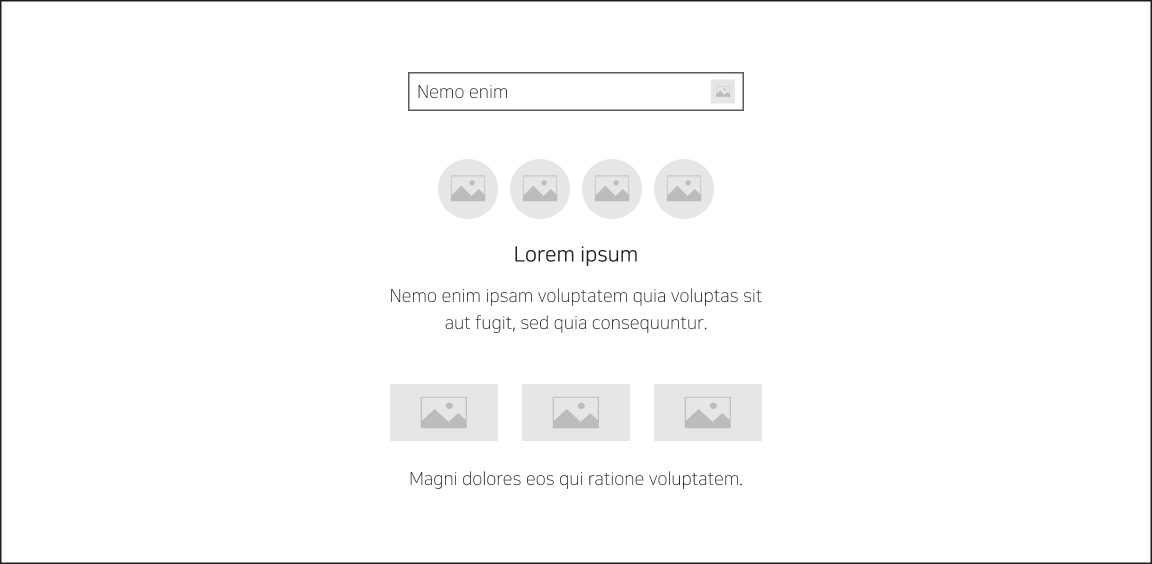 Nemo enim
Lorem ipsum
Nemo enim ipsam voluptatem quia voluptas sit
aut fugit, sed quia consequuntur.
Magni dolores eos qui ratione voluptatem.